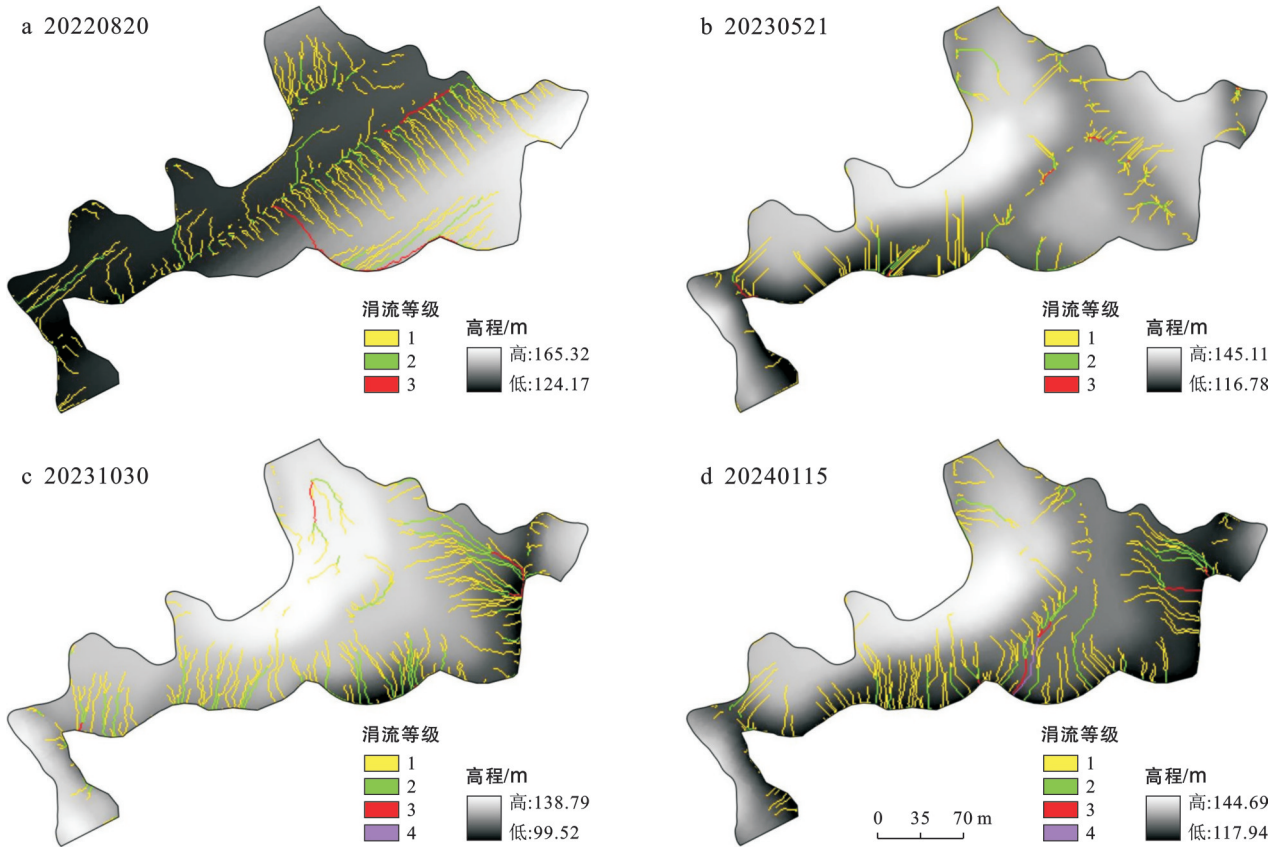 a 20220820
涓流等级
1
2
3
高程/m
高:165.32
低:124.17
b 20230521
涓流等级
1
2
3
高程/m
高:145.11
低:116.78
c 20231030
涓流等级
1
2
3
4
高程/m
高:138.79
低:99.52
d 20240115
涓流等级
1
2
3
4
高程/m
高:144.69
低:117.94
0 35 70 m